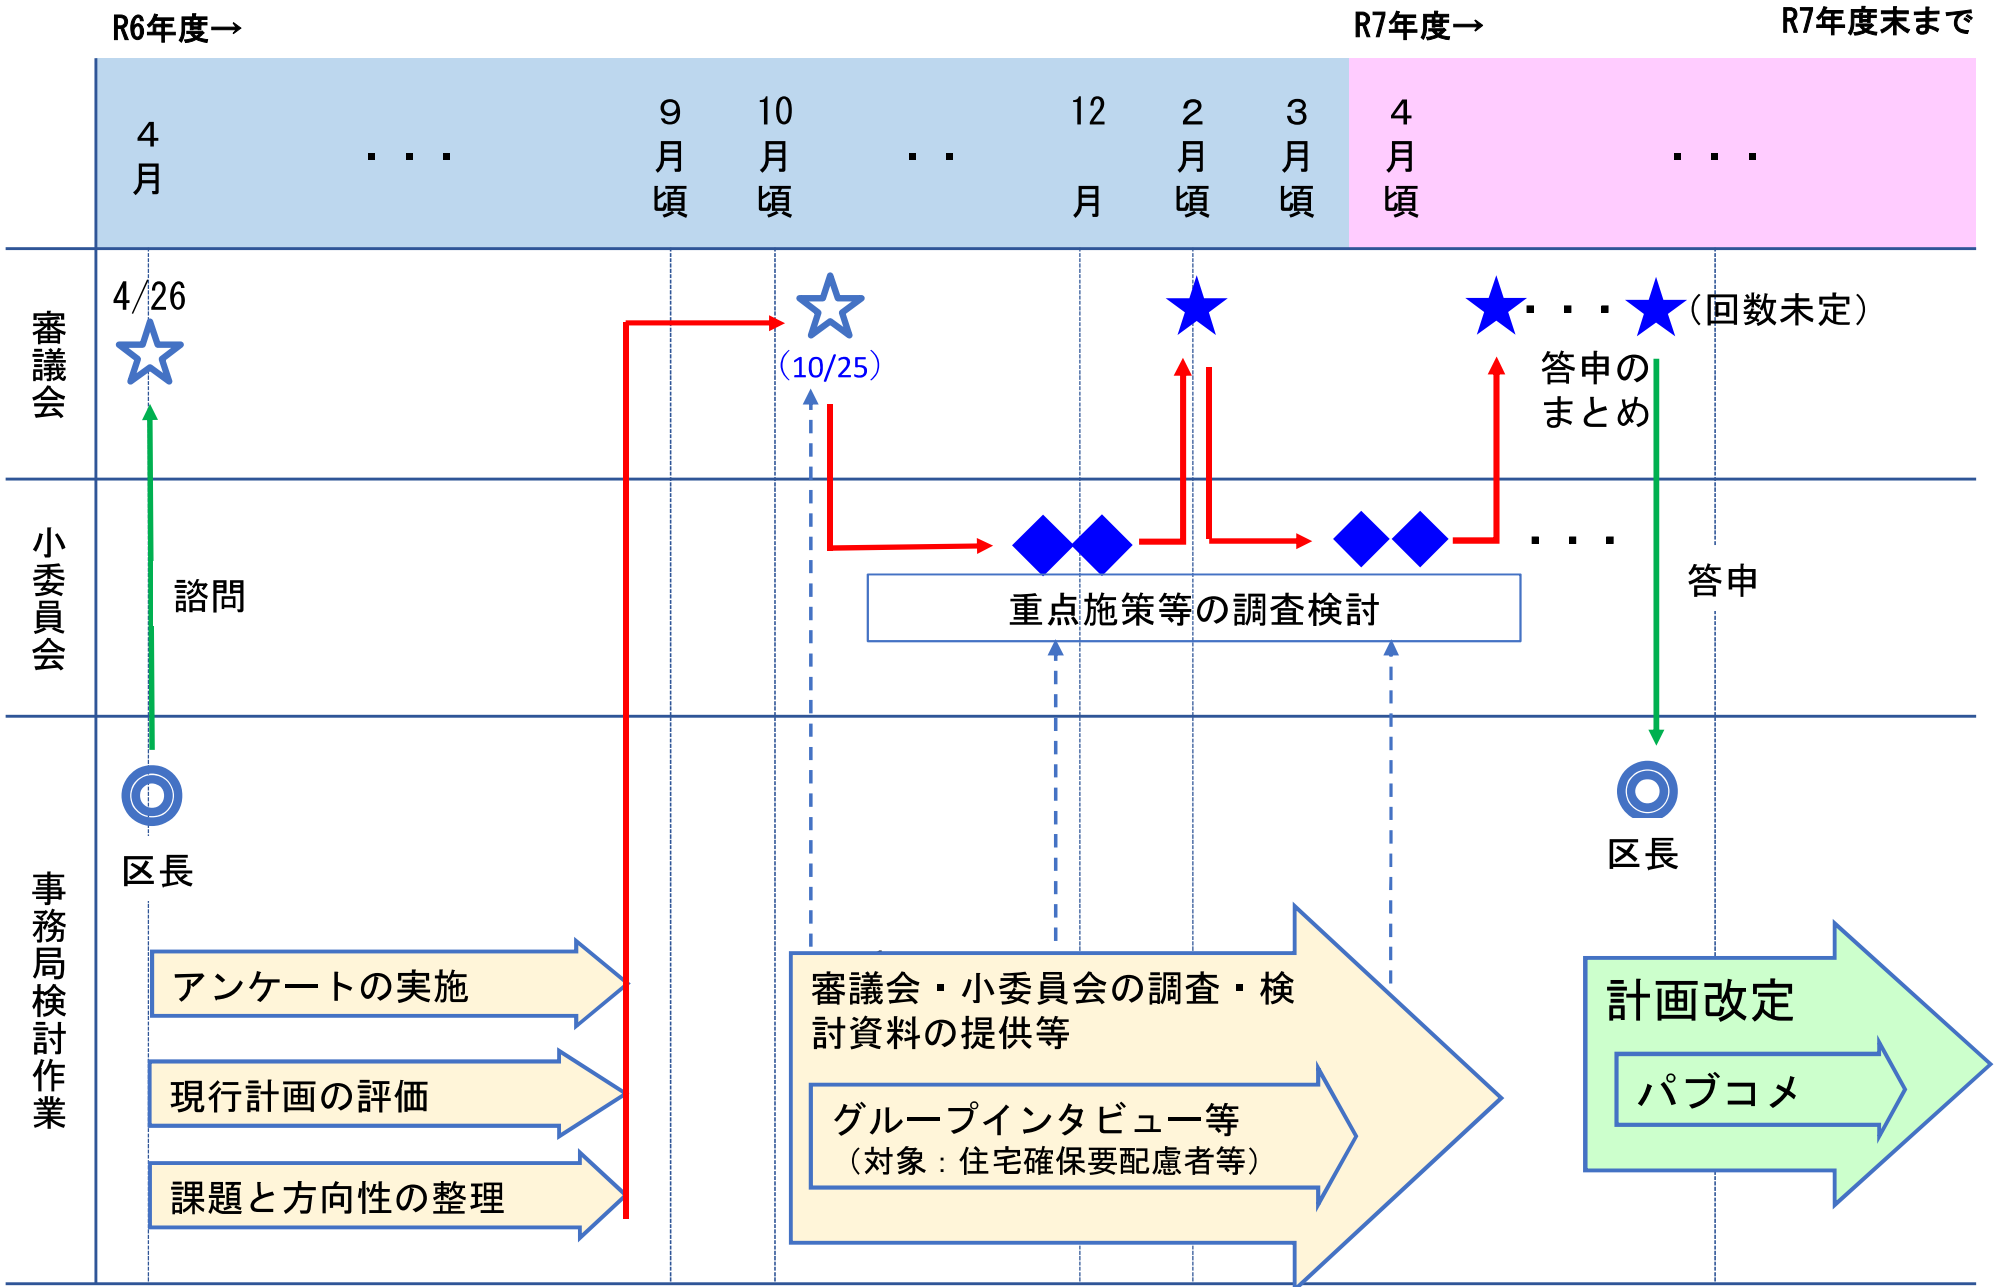 R6年度→
R7年度→
R7年度末まで
4月
・・・
9月頃
10月頃
・・
12月
2月頃
3月頃
4月頃
・・・
審議会
4/26
（10/25）
・・・
（回数未定）
答申の
まとめ
小委員会
諮問
・・・
重点施策等の調査検討
答申
事務局検討作業
区長
区長
アンケートの実施
現行計画の評価
課題と方向性の整理
審議会・小委員会の調査・検
討資料の提供等
グループインタビュー等
（対象：住宅確保要配慮者等）
計画改定
パブコメ